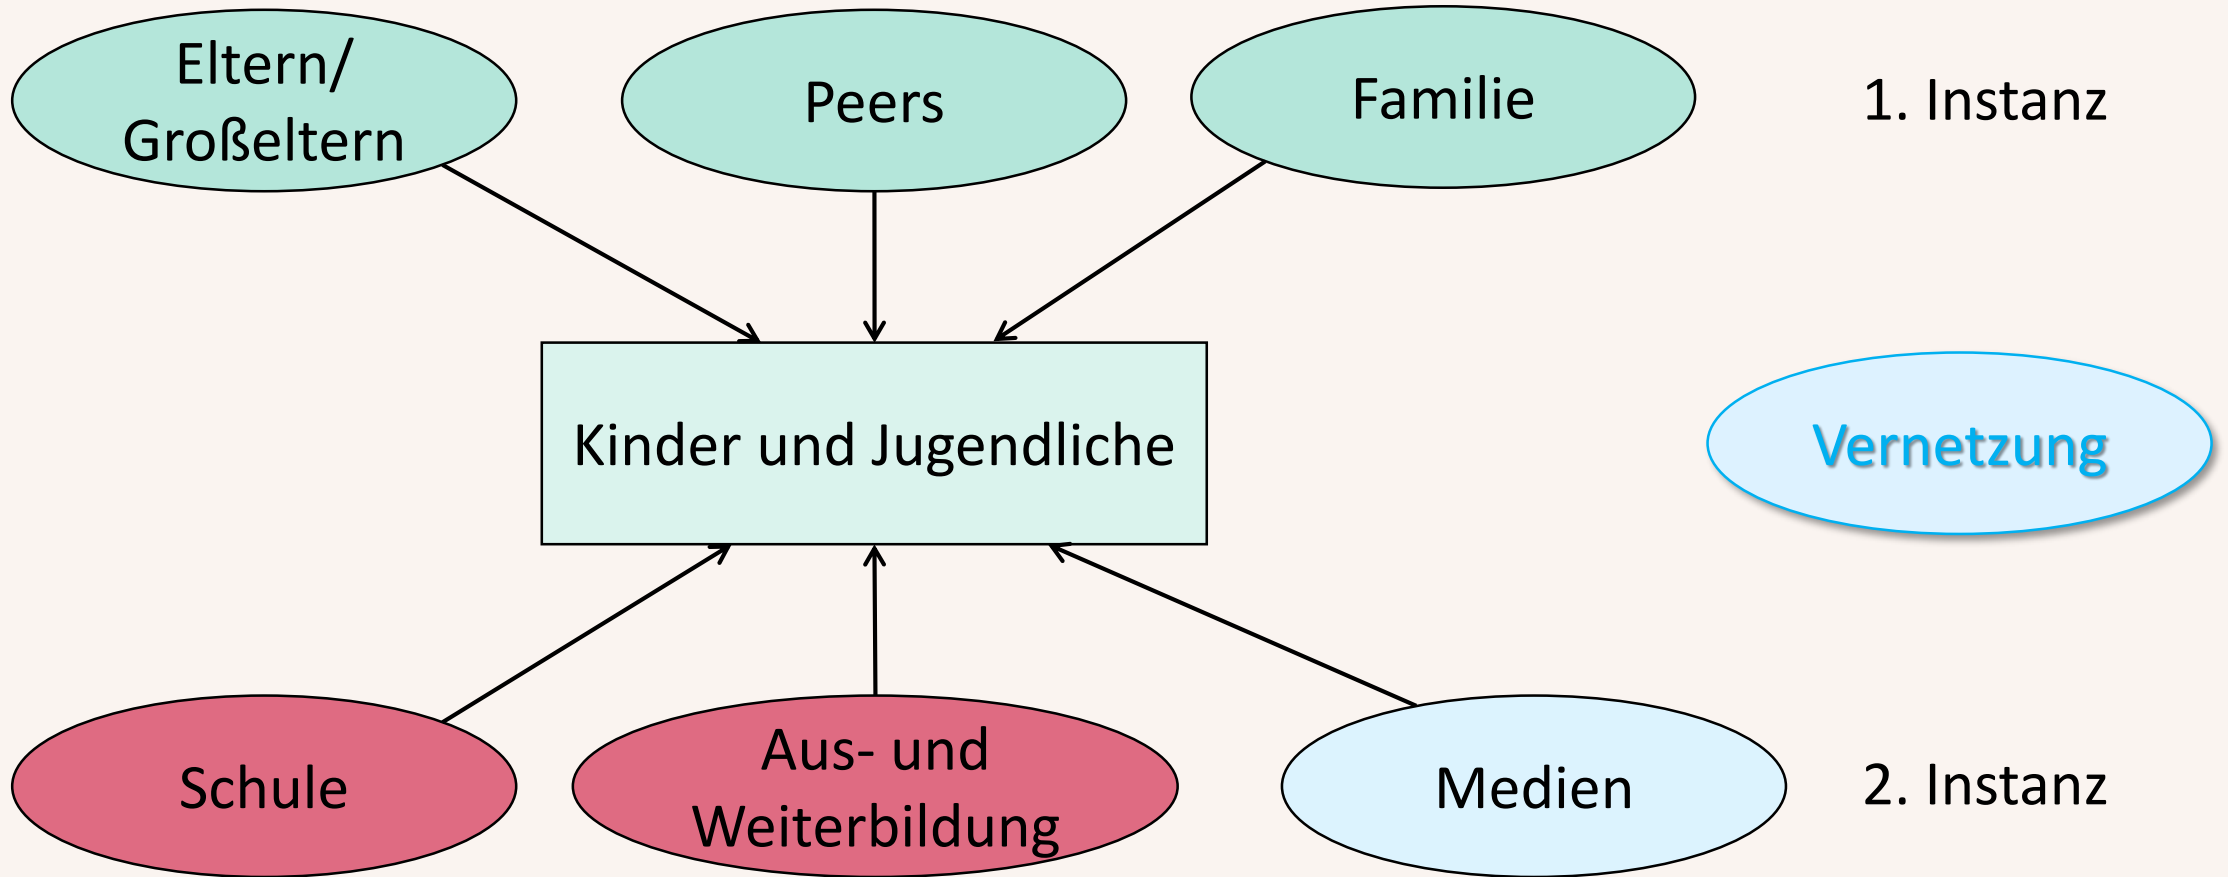 Eltern/
Großeltern
Peers
Familie
1. Instanz
Kinder und Jugendliche
Vernetzung
Schule
Aus- und
Weiterbildung
Medien
2. Instanz